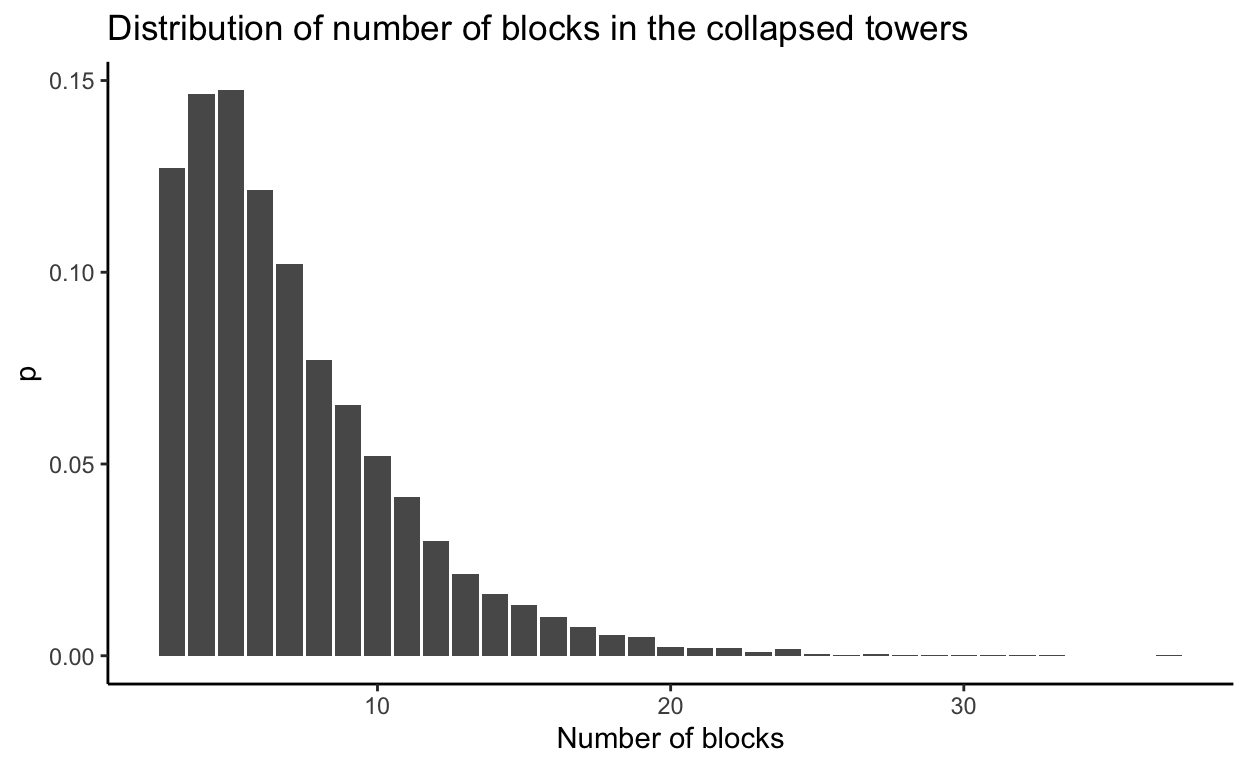 Distribution of number of blocks in the collapsed towers
0.15
0.10
0.05
0.00
p
10 20 30
Number of blocks